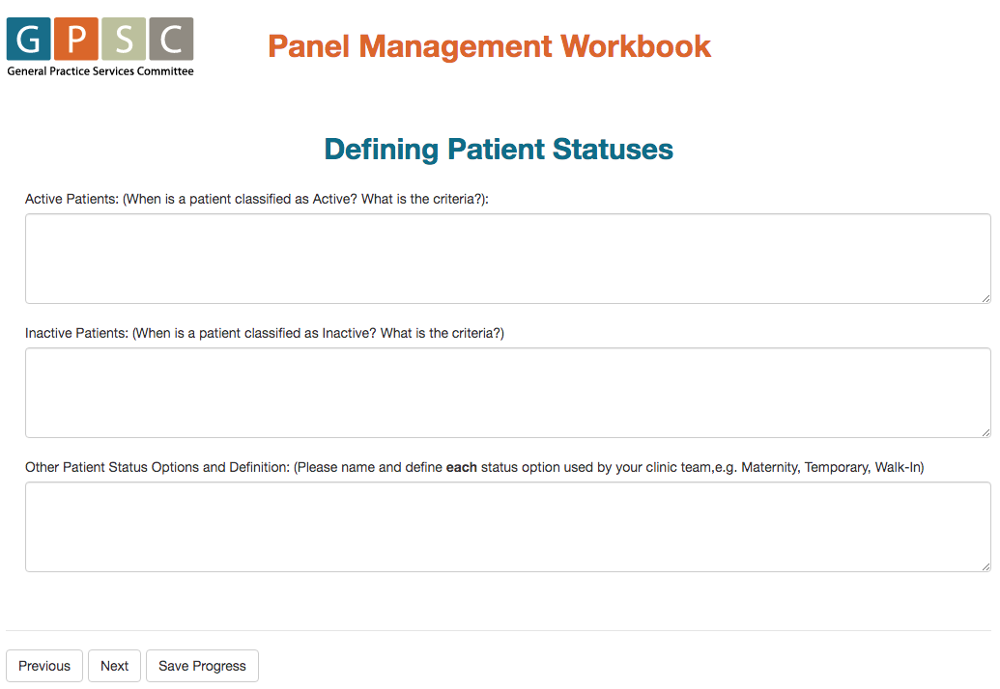 G P S C
General Practice Services Committee
Panel Management Workbook
Defining Patient Statuses
Active Patients: (When is a patient classified as Active? What is the criteria?):
Inactive Patients: (When is a patient classified as Inactive? What is the criteria?)
Other Patient Status Options and Definition: (Please name and define each status option used by your clinic team,e.g. Maternity, Temporary, Walk-In)
Previous
Next
Save Progress